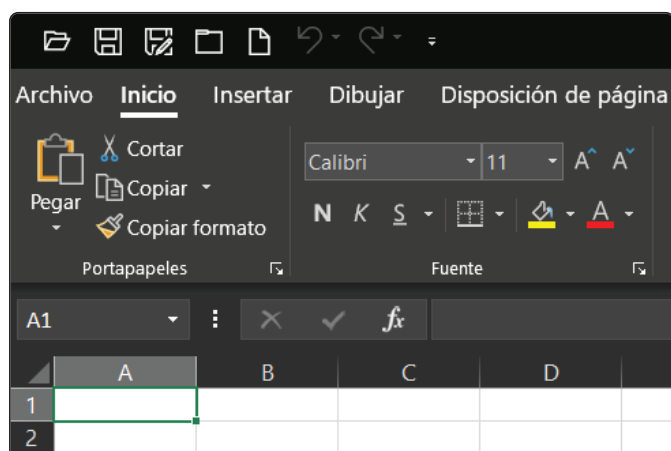 Archivo Inicio Insertar Dibujar Disposición de página
Cortar
Copiar
Copiar formato
Pegar
Calibri 11 A A
N K S A
Portapapeles Fuente
A1 fx
A B C D
1
2